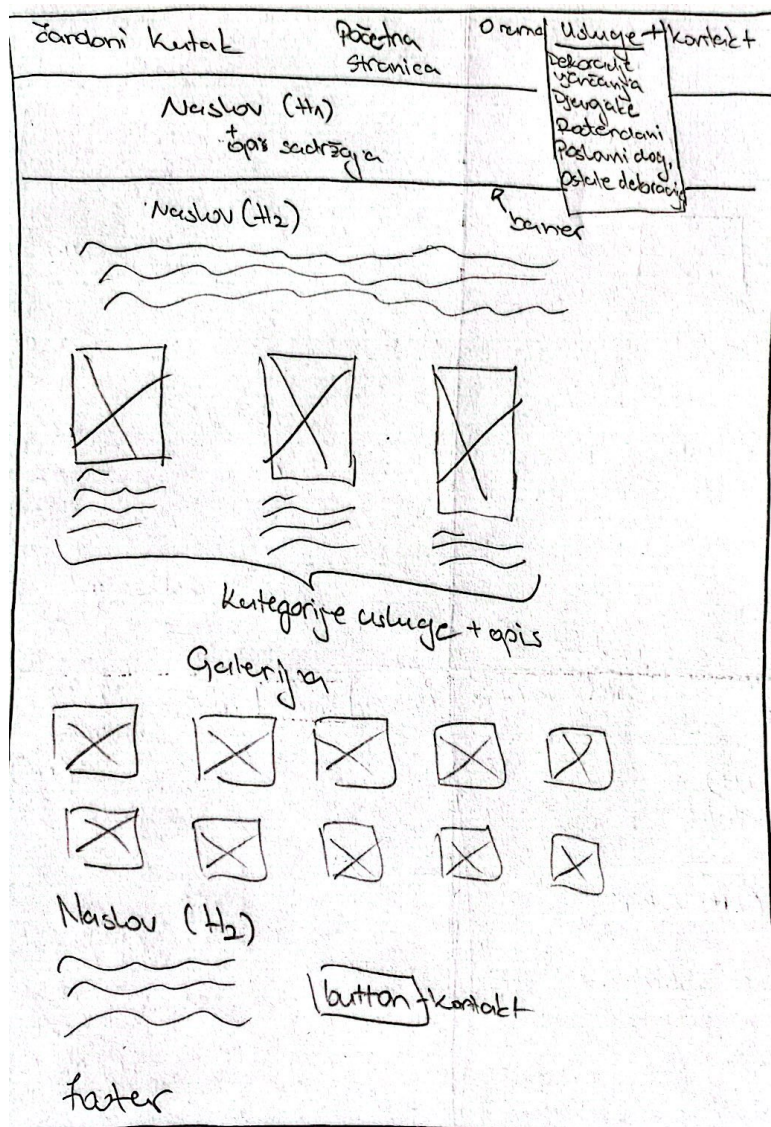 Čardani Kutak
Početna
Stranica
O nama
Usluge + Kontakt
Dekoracije
vjenčanja
Djevojačke
Rođendani
Poslovni dog.
Ostale dekoracije
Naslov (H1)
+
opis sadržaja
banner
Naslov (H2)
Kategorije usluge + opis
Galerija
Naslov (H2)
button + Kontakt
footer